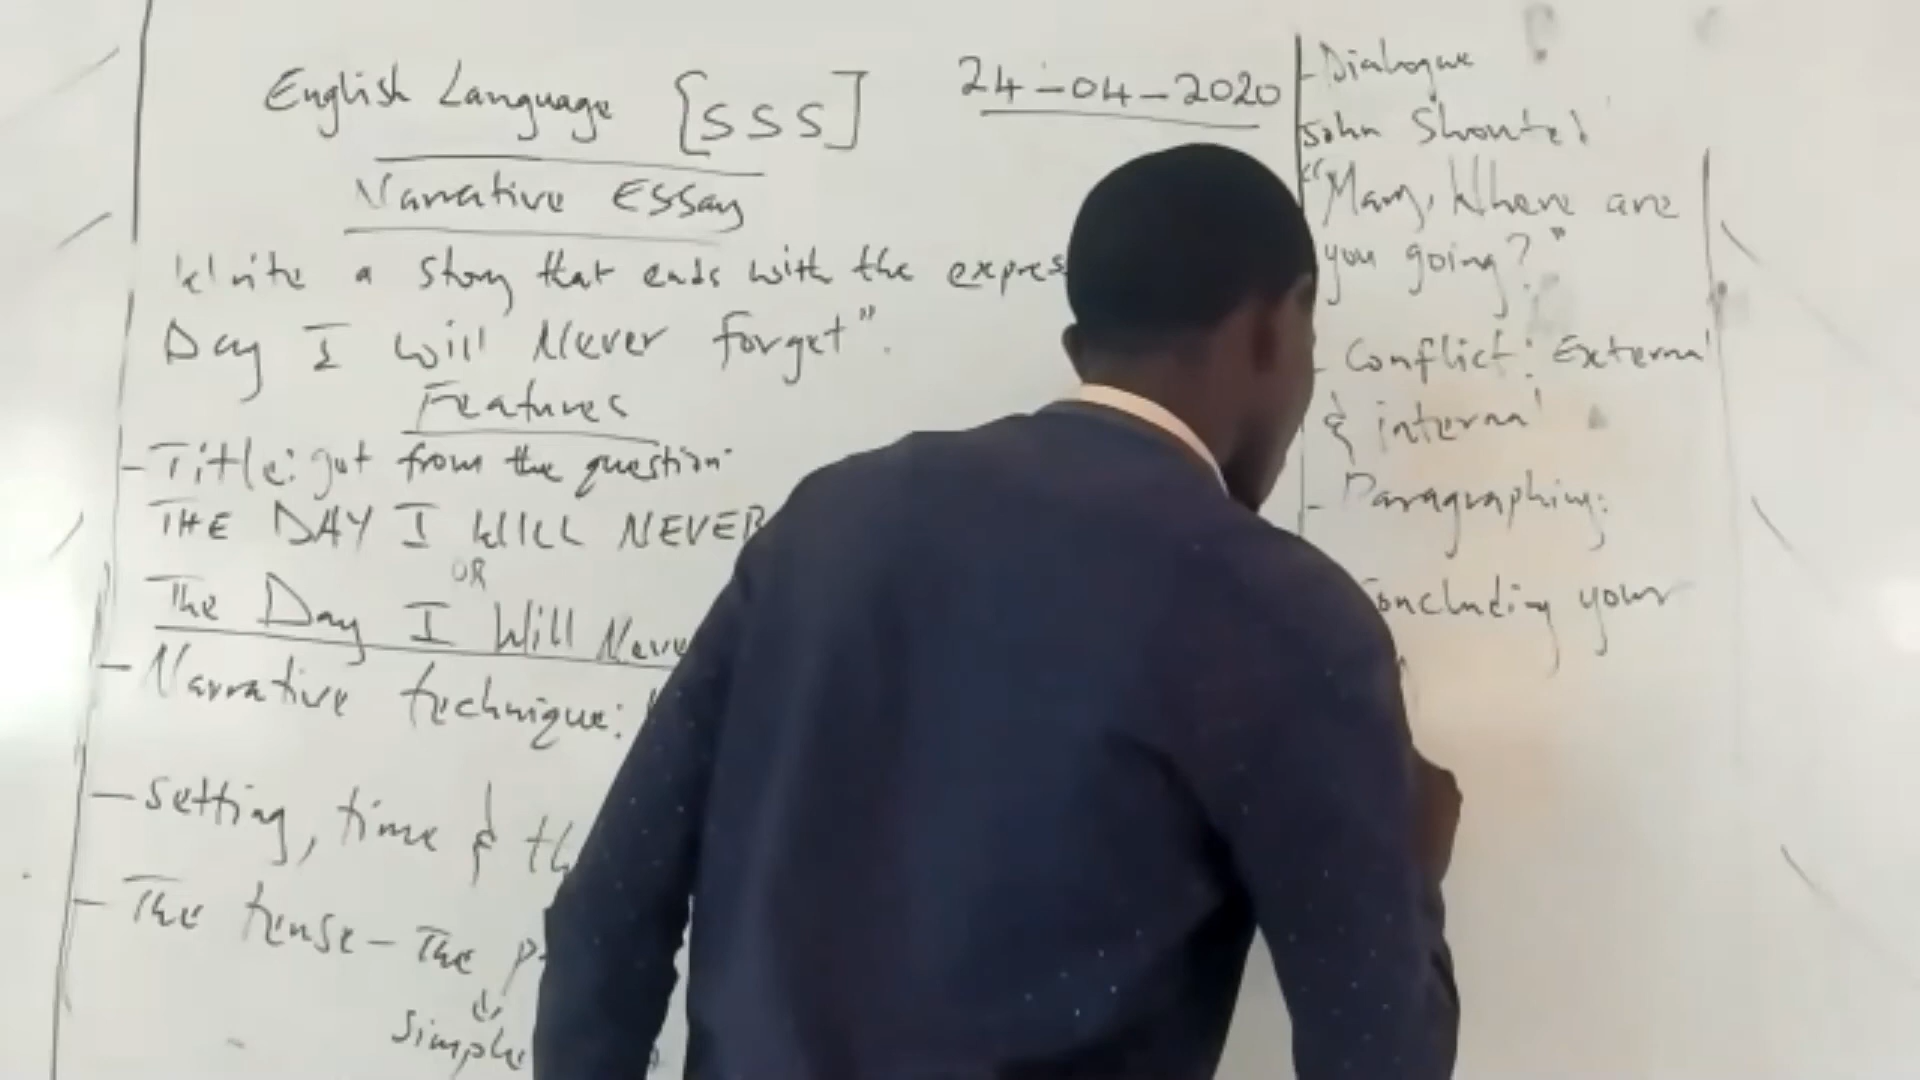 English Language [SSS] 24-04-2020
Narrative Essay
Write a story that ends with the expres
Day I will Never forget".
Features
- Title: got from the question
THE DAY I WILL NEVER
OR
The Day I Will Neve
- Narrative technique:
- Setting, time & th
- The tense - The p
simple
- Dialogue
John Shouted
"Mary, Where are
you going?"
- Conflict: External
& internal
- Paragraphing:
Concluding your